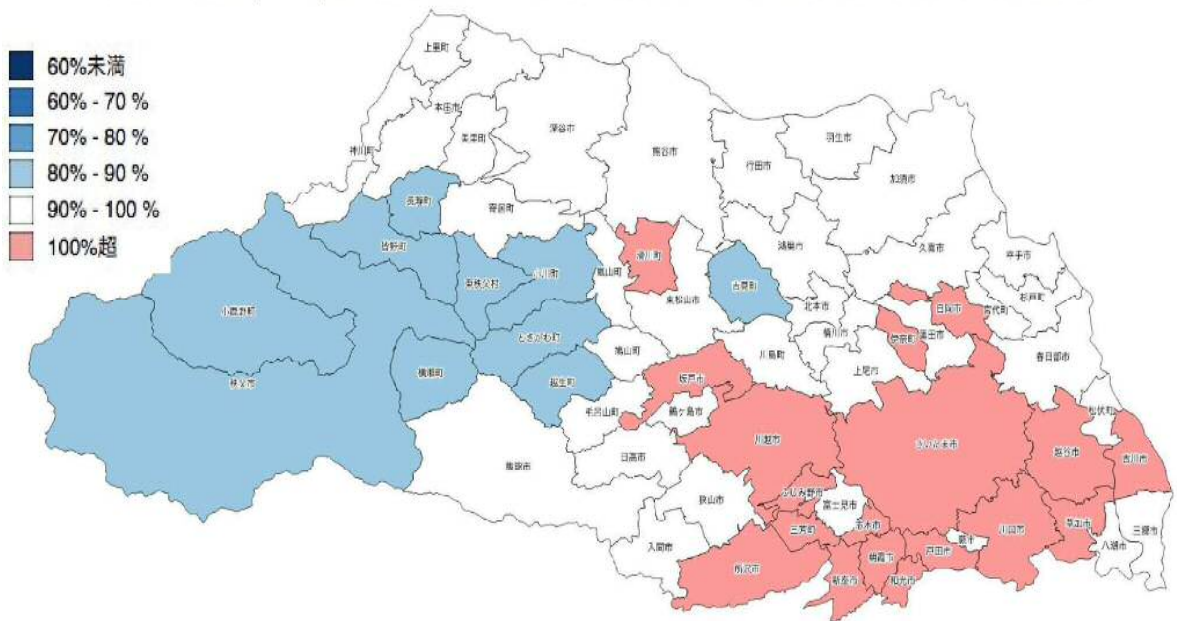 60%未満
60% - 70 %
70% - 80 %
80% - 90 %
90% - 100 %
100%超
上里町
本庄市
美里町
神川町
深谷市
熊谷市
行田市
羽生市
加須市
長瀞町
寄居町
皆野町
東秩父村
小川町
嵐山町
滑川町
東松山市
吉見町
鴻巣市
久喜市
幸手市
杉戸町
宮代町
白岡市
北本市
桶川市
伊奈町
蓮田市
上尾市
春日部市
小鹿野町
秩父市
横瀬町
ときがわ町
越生町
鳩山町
川島町
坂戸市
毛呂山町
鶴ヶ島市
日高市
川越市
さいたま市
松伏町
越谷市
吉川市
飯能市
狭山市
入間市
ふじみ野市
富士見市
三芳町
志木市
所沢市
新座市
朝霞市
和光市
戸田市
蕨市
川口市
草加市
八潮市
三郷市